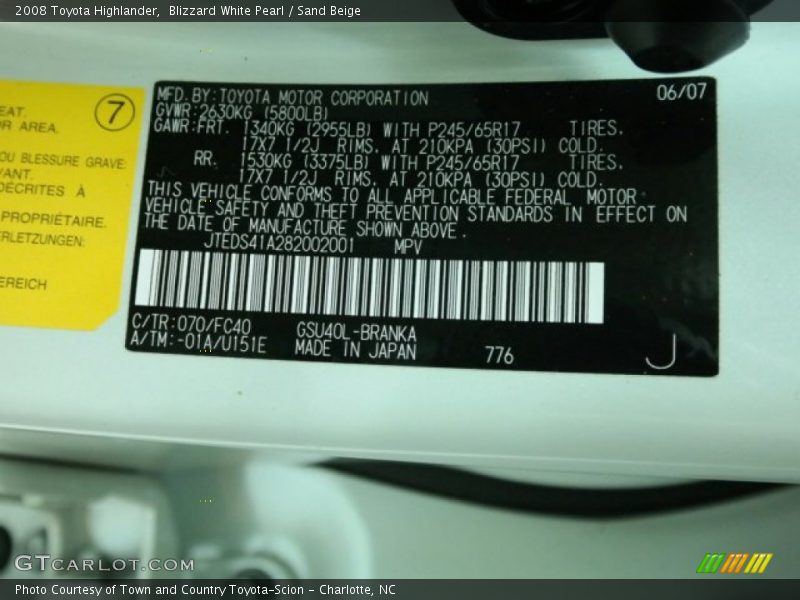 2008 Toyota Highlander,  Blizzard White Pearl / Sand Beige
7
EAT.
R AREA.
OU BLESSURE GRAVE
VANT.
DÉCRITES À
PROPRIÉTAIRE.
ERLETZUNGEN:
EREICH
MFD. BY: TOYOTA MOTOR CORPORATION 06/07
GVWR: 2630KG (5800LB)
GAWR: FRT. 1340KG (2955LB) WITH P245/65R17 TIRES.
17X7 1/2J RIMS. AT 210KPA (30PSI) COLD.
RR. 1530KG (3375LB) WITH P245/65R17 TIRES.
17X7 1/2J RIMS. AT 210KPA (30PSI) COLD.
THIS VEHICLE CONFORMS TO ALL APPLICABLE FEDERAL MOTOR
VEHICLE SAFETY AND THEFT PREVENTION STANDARDS IN EFFECT ON
THE DATE OF MANUFACTURE SHOWN ABOVE.
JTEDS41A282002001 MPV
C/TR: 070/FC40 GSU40L-BRANKA
A/TM: -01A/U151E MADE IN JAPAN 776 J
GTCARLOT.COM
Photo Courtesy of Town and Country Toyota-Scion - Charlotte, NC